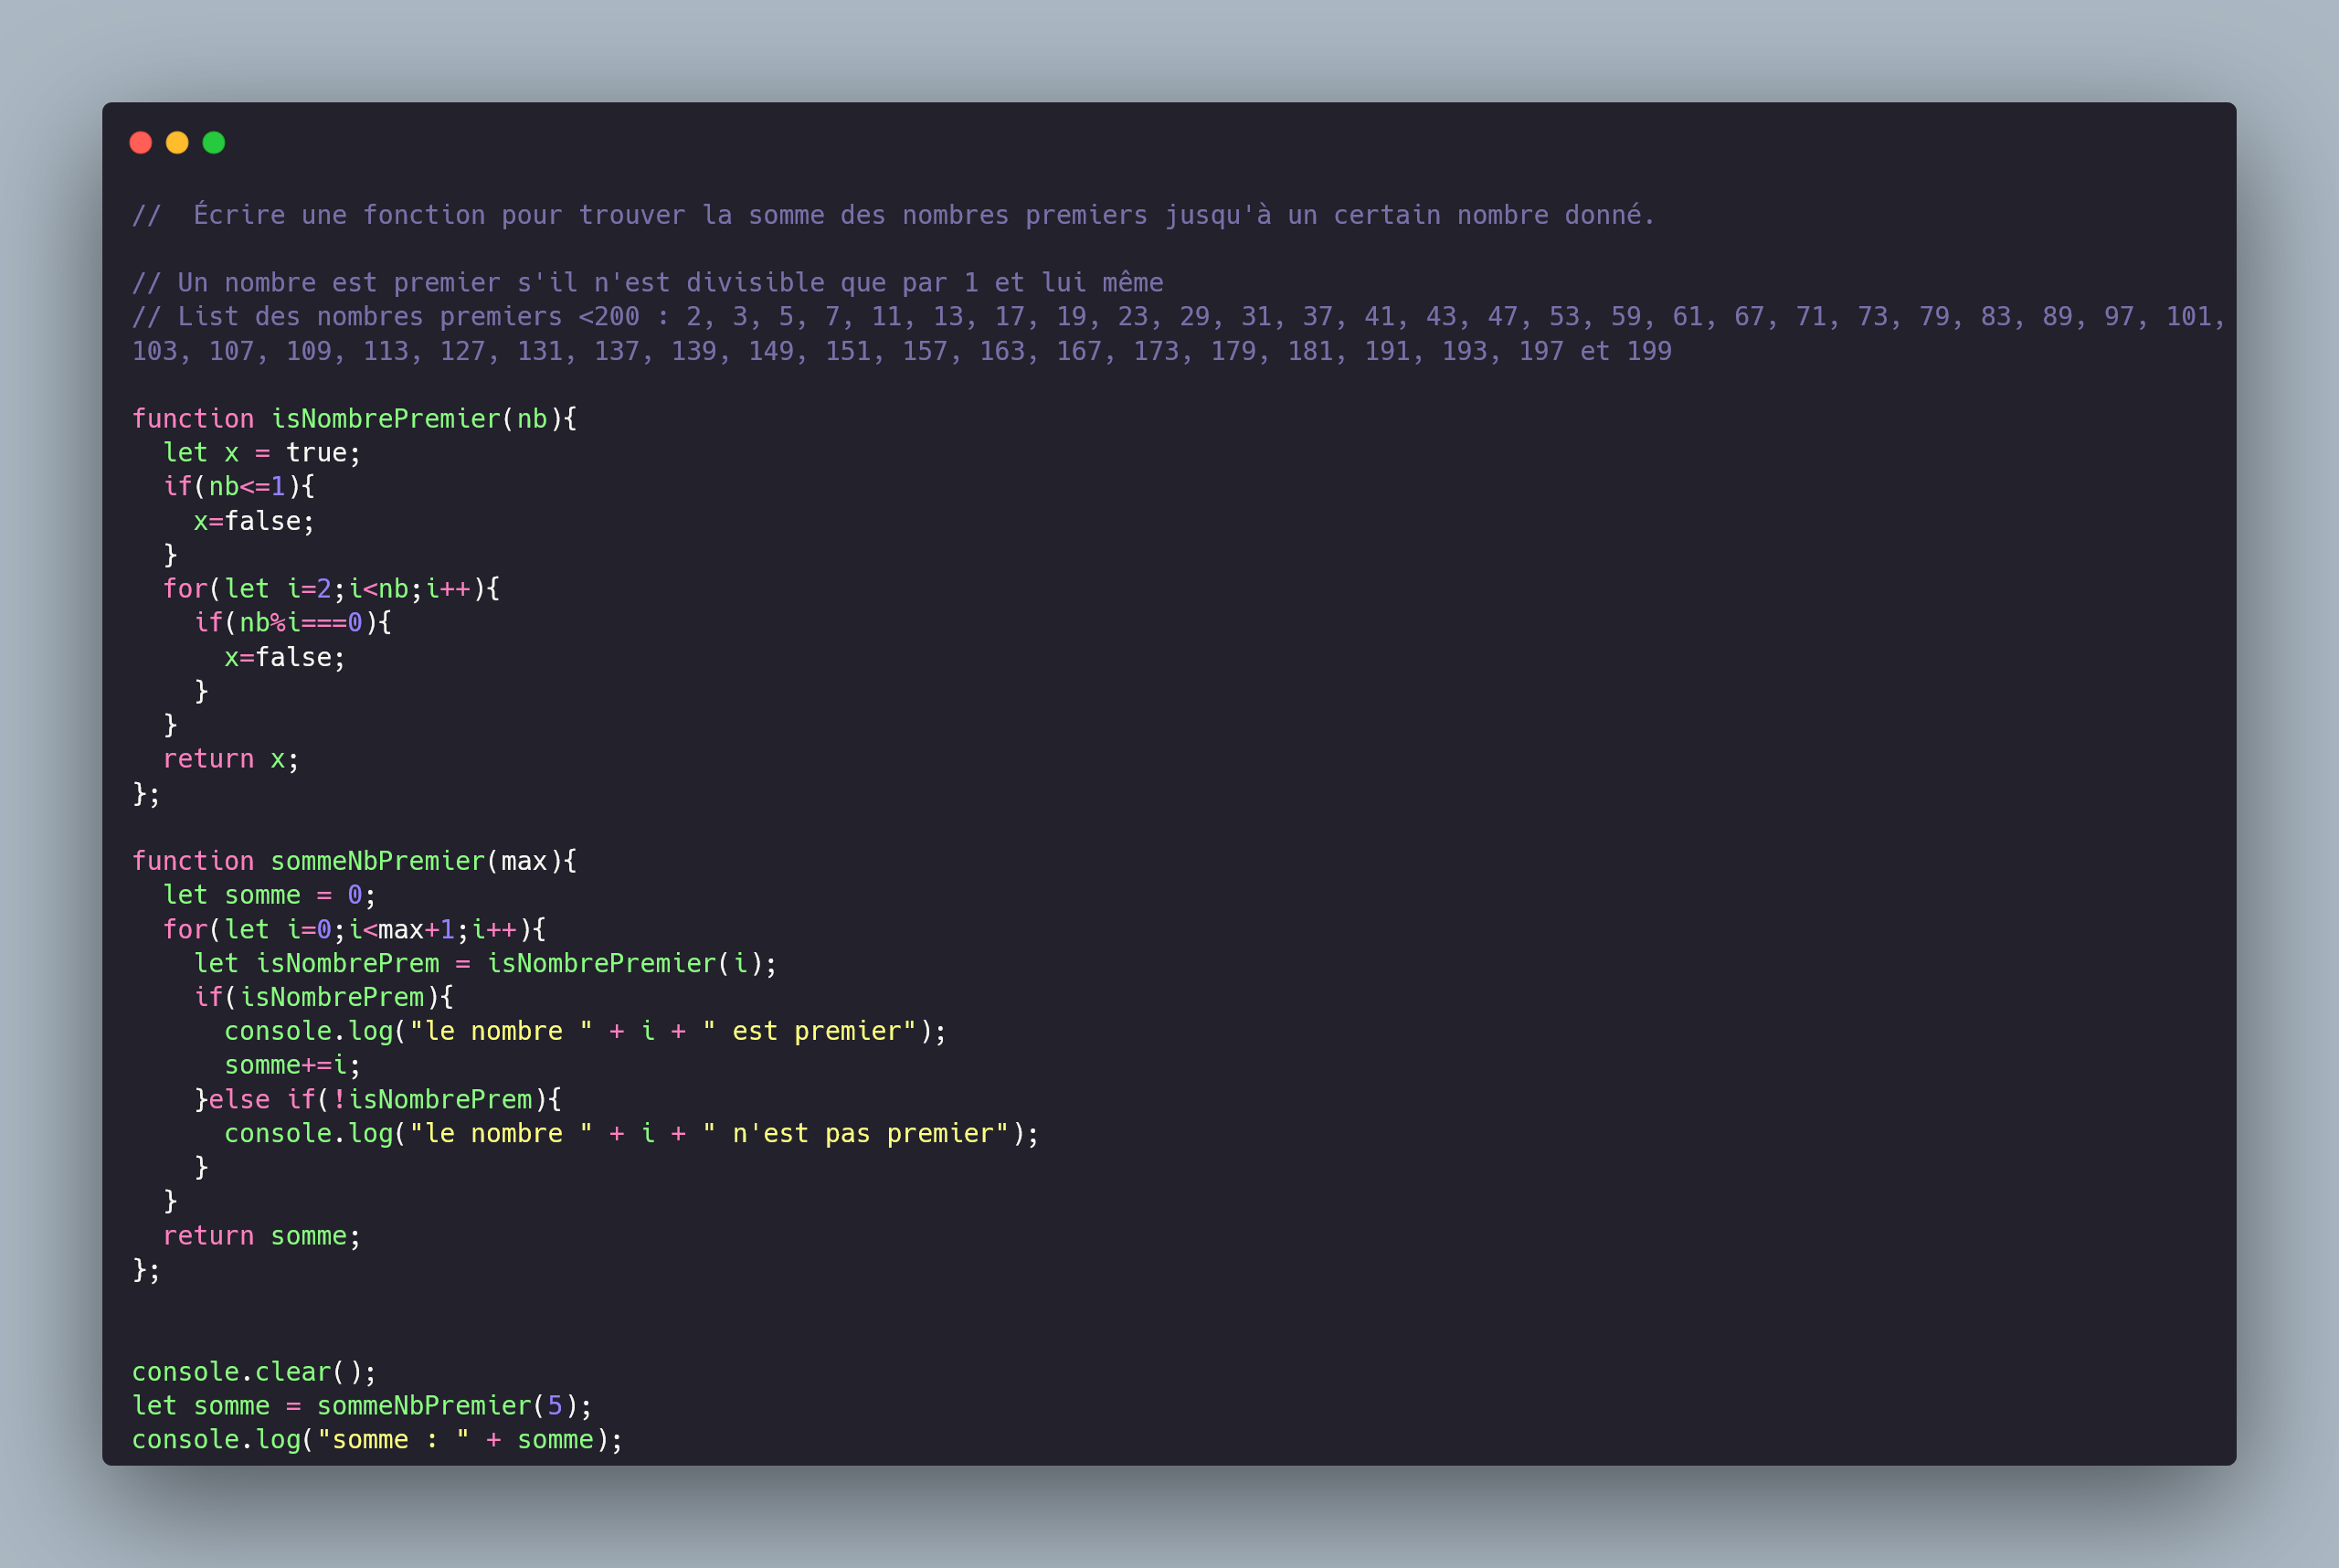 //  Écrire une fonction pour trouver la somme des nombres premiers jusqu'à un certain nombre donné.
// Un nombre est premier s'il n'est divisible que par 1 et lui même
// List des nombres premiers <200 : 2, 3, 5, 7, 11, 13, 17, 19, 23, 29, 31, 37, 41, 43, 47, 53, 59, 61, 67, 71, 73, 79, 83, 89, 97, 101,
103, 107, 109, 113, 127, 131, 137, 139, 149, 151, 157, 163, 167, 173, 179, 181, 191, 193, 197 et 199
function isNombrePremier(nb){
  let x = true;
  if(nb<=1){
    x=false;
  }
  for(let i=2;i<nb;i++){
    if(nb%i===0){
      x=false;
    }
  }
  return x;
};
function sommeNbPremier(max){
  let somme = 0;
  for(let i=0;i<max+1;i++){
    let isNombrePrem = isNombrePremier(i);
    if(isNombrePrem){
      console.log("le nombre " + i + " est premier");
      somme+=i;
    }else if(!isNombrePrem){
      console.log("le nombre " + i + " n'est pas premier");
    }
  }
  return somme;
};
console.clear();
let somme = sommeNbPremier(5);
console.log("somme : " + somme);